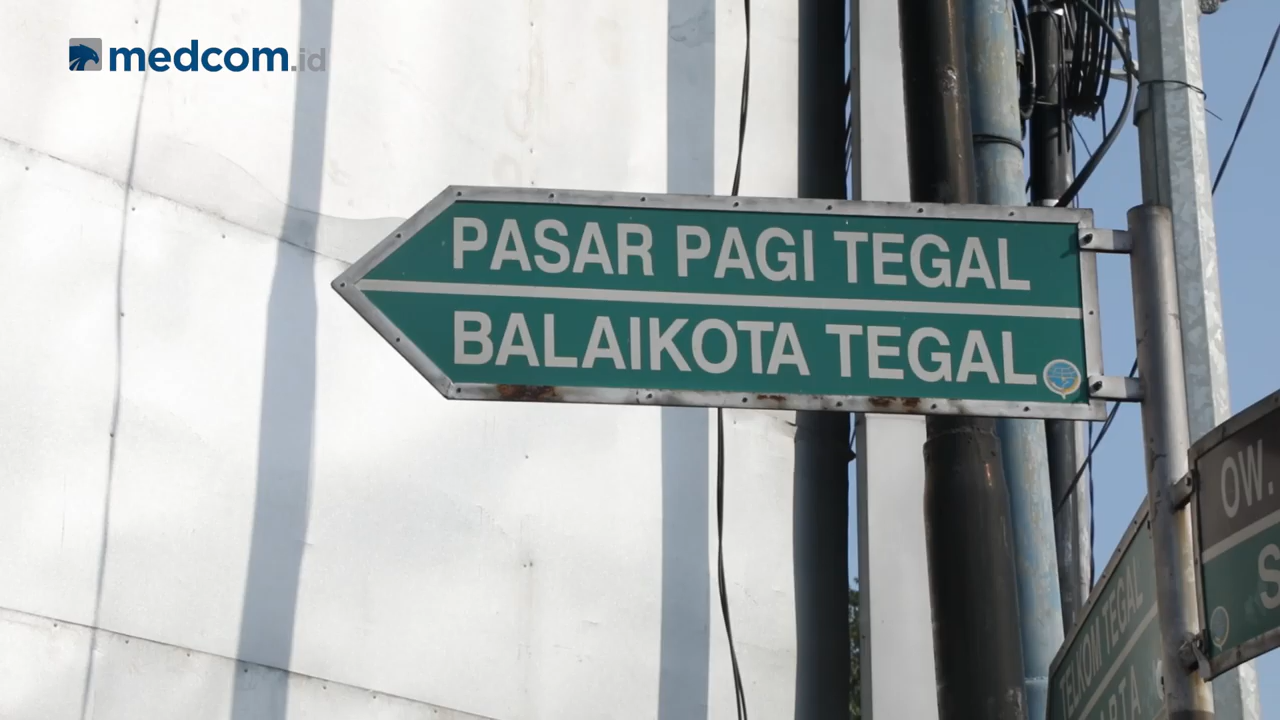 medcom.id
PASAR PAGI TEGAL
BALAIKOTA TEGAL
OW.
S
TELKOM TEGAL